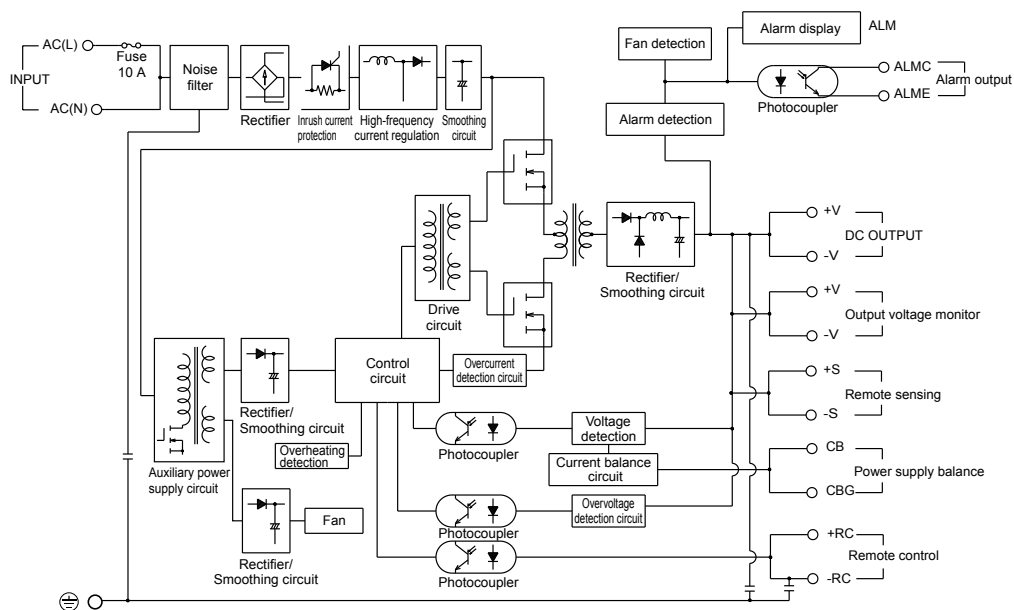 AC(L)
Fuse
10 A
INPUT
AC(N)
Noise
filter
Rectifier
Inrush current
protection
High-frequency
current regulation
Smoothing
circuit
Fan detection
Alarm display
ALM
Photocoupler
ALMC
Alarm output
ALME
Alarm detection
Drive
circuit
Rectifier/
Smoothing circuit
+V
DC OUTPUT
-V
+V
Output voltage monitor
-V
+S
Remote sensing
-S
CB
Power supply balance
CBG
+RC
Remote control
-RC
Auxiliary power
supply circuit
Rectifier/
Smoothing circuit
Control
circuit
Overcurrent
detection circuit
Overheating
detection
Photocoupler
Voltage
detection
Current balance
circuit
Photocoupler
Overvoltage
detection circuit
Photocoupler
Fan
Rectifier/
Smoothing circuit